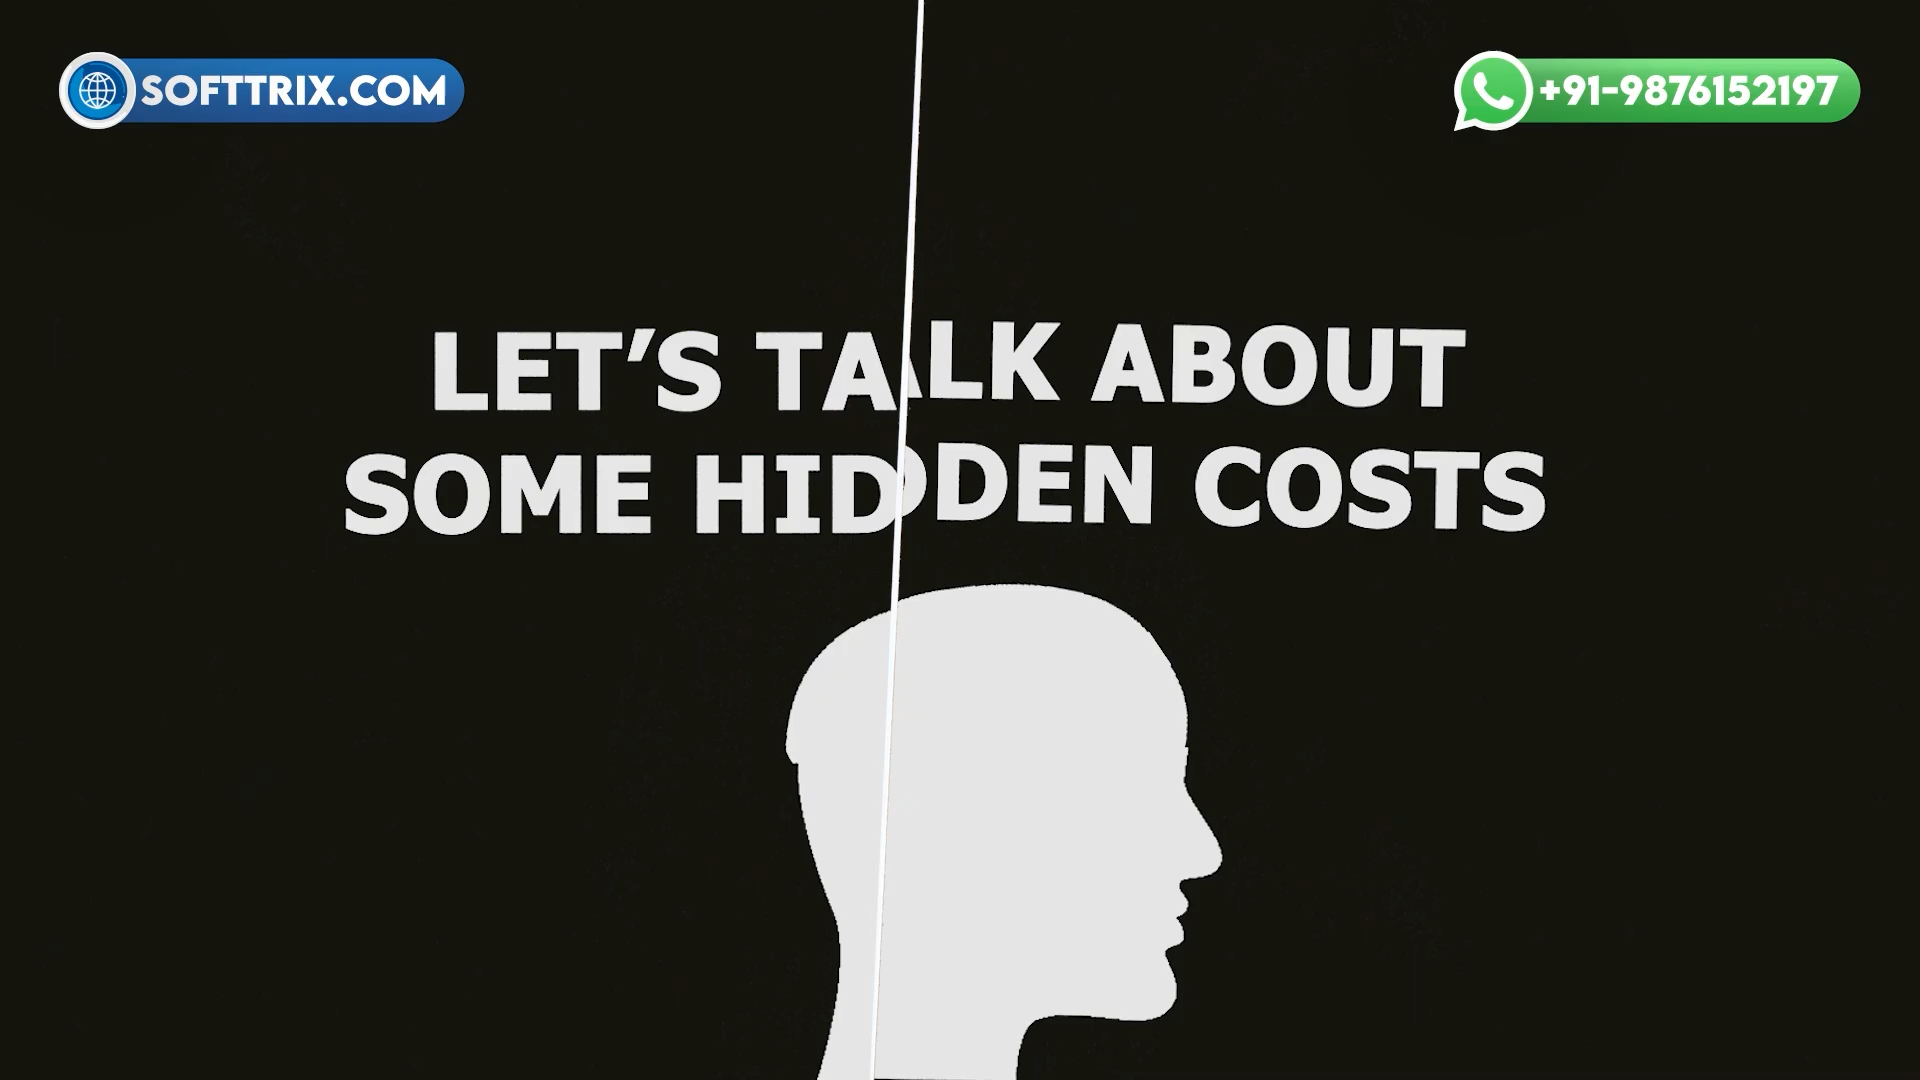 SOFTTRIX.COM
+91-9876152197
LET'S TALK ABOUT
SOME HIDDEN COSTS